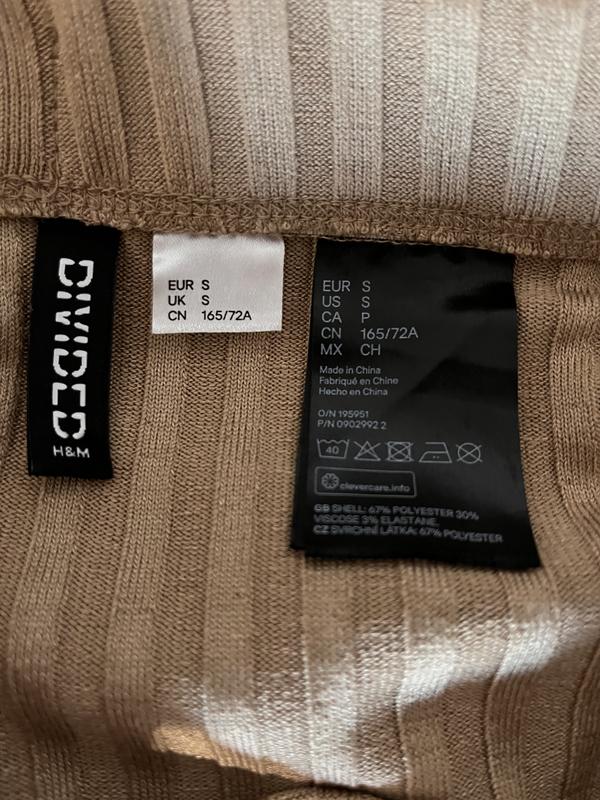 DIVIDED
H&M
EUR S
UK S
CN 165/72A
EUR S
US S
CA P
CN 165/72A
MX CH
Made in China
Fabriqué en Chine
Hecho en China
O/N 195951
P/N 0902992 2
40
clevercare.info
GB SHELL: 67% POLYESTER 30%
VISCOSE 3% ELASTANE,
CZ SVRCHNÍ LÁTKA: 67% POLYESTER